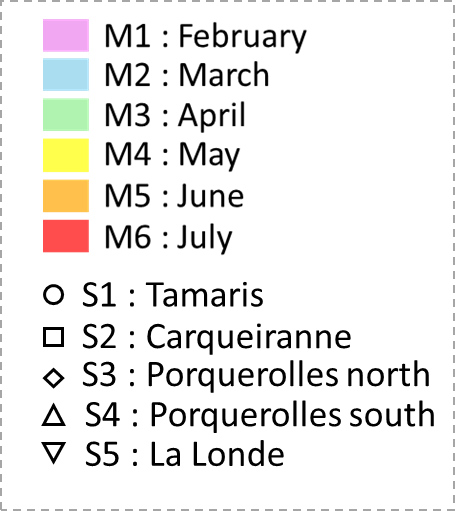 M1 : February
M2 : March
M3 : April
M4 : May
M5 : June
M6 : July
S1 : Tamaris
S2 : Carqueiranne
S3 : Porquerolles north
S4 : Porquerolles south
S5 : La Londe